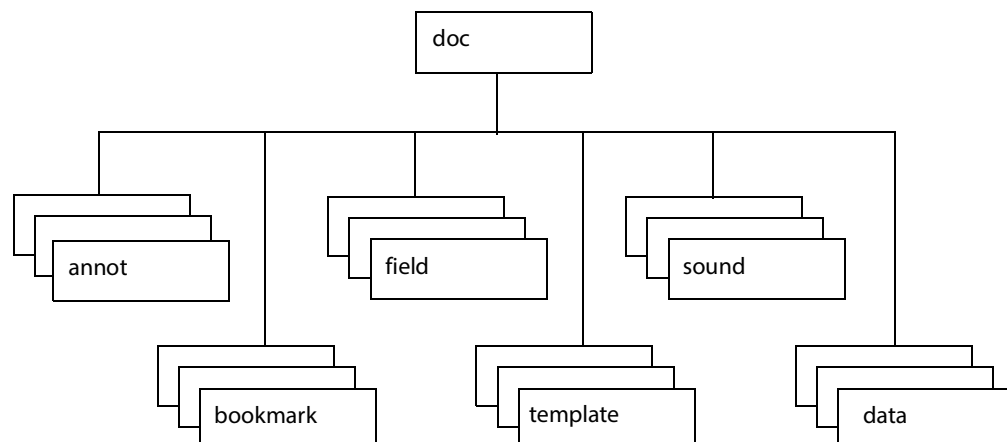 doc
annot
field
sound
bookmark
template
data